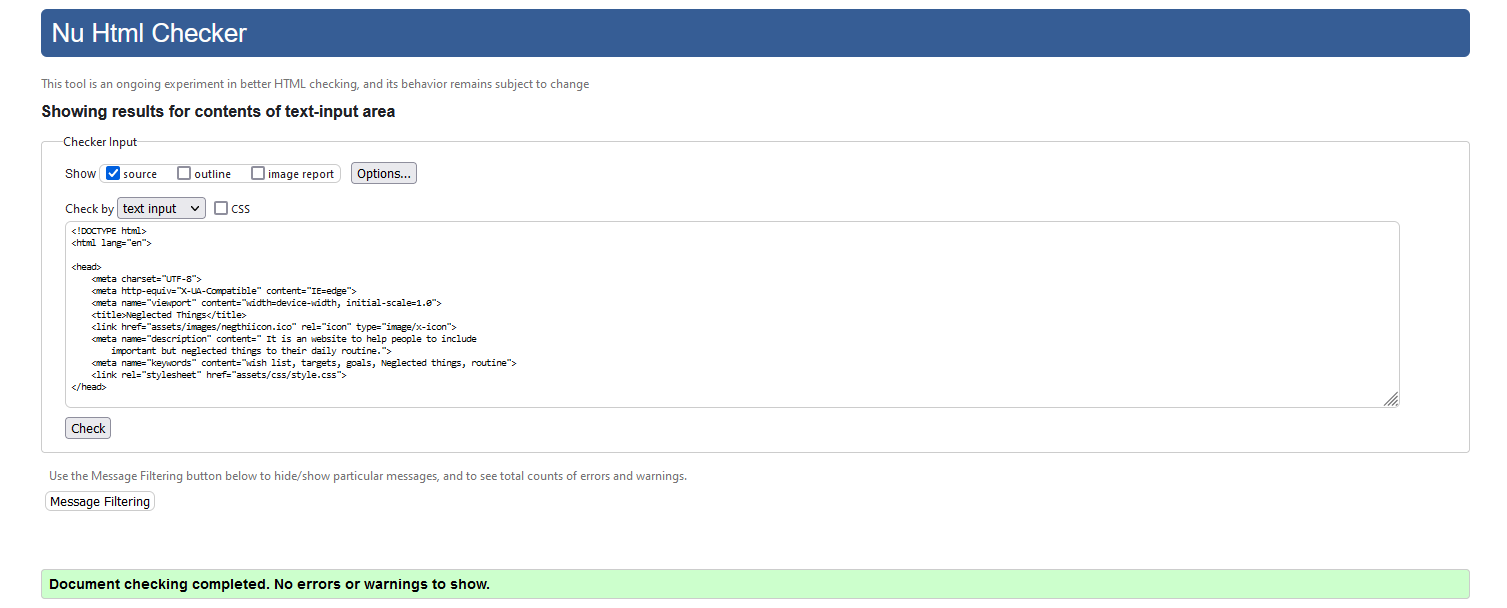 Nu Html Checker
This tool is an ongoing experiment in better HTML checking, and its behavior remains subject to change
Showing results for contents of text-input area
Checker Input
Show source outline image report Options...
Check by text input CSS
<!DOCTYPE html>
<html lang="en">
<head>
<meta charset="UTF-8">
<meta http-equiv="X-UA-Compatible" content="IE=edge">
<meta name="viewport" content="width=device-width, initial-scale=1.0">
<title>Neglected Things</title>
<link href="assets/images/negthiicon.ico" rel="icon" type="image/x-icon">
<meta name="description" content=" It is an website to help people to include
important but neglected things to their daily routine.">
<meta name="keywords" content="wish list, targets, goals, Neglected things, routine">
<link rel="stylesheet" href="assets/css/style.css">
</head>
Check
Use the Message Filtering button below to hide/show particular messages, and to see total counts of errors and warnings.
Message Filtering
Document checking completed. No errors or warnings to show.